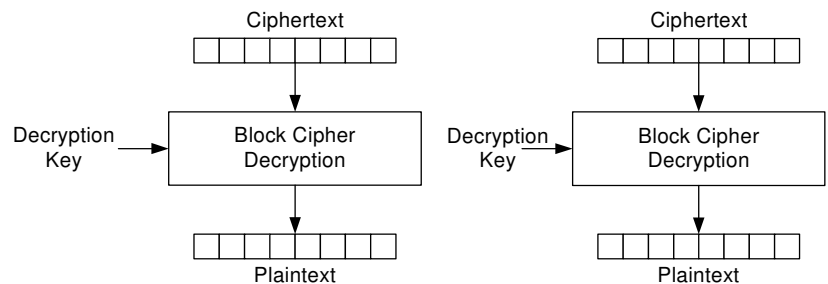 Ciphertext
Decryption
Key
Block Cipher
Decryption
Plaintext
Ciphertext
Decryption
Key
Block Cipher
Decryption
Plaintext